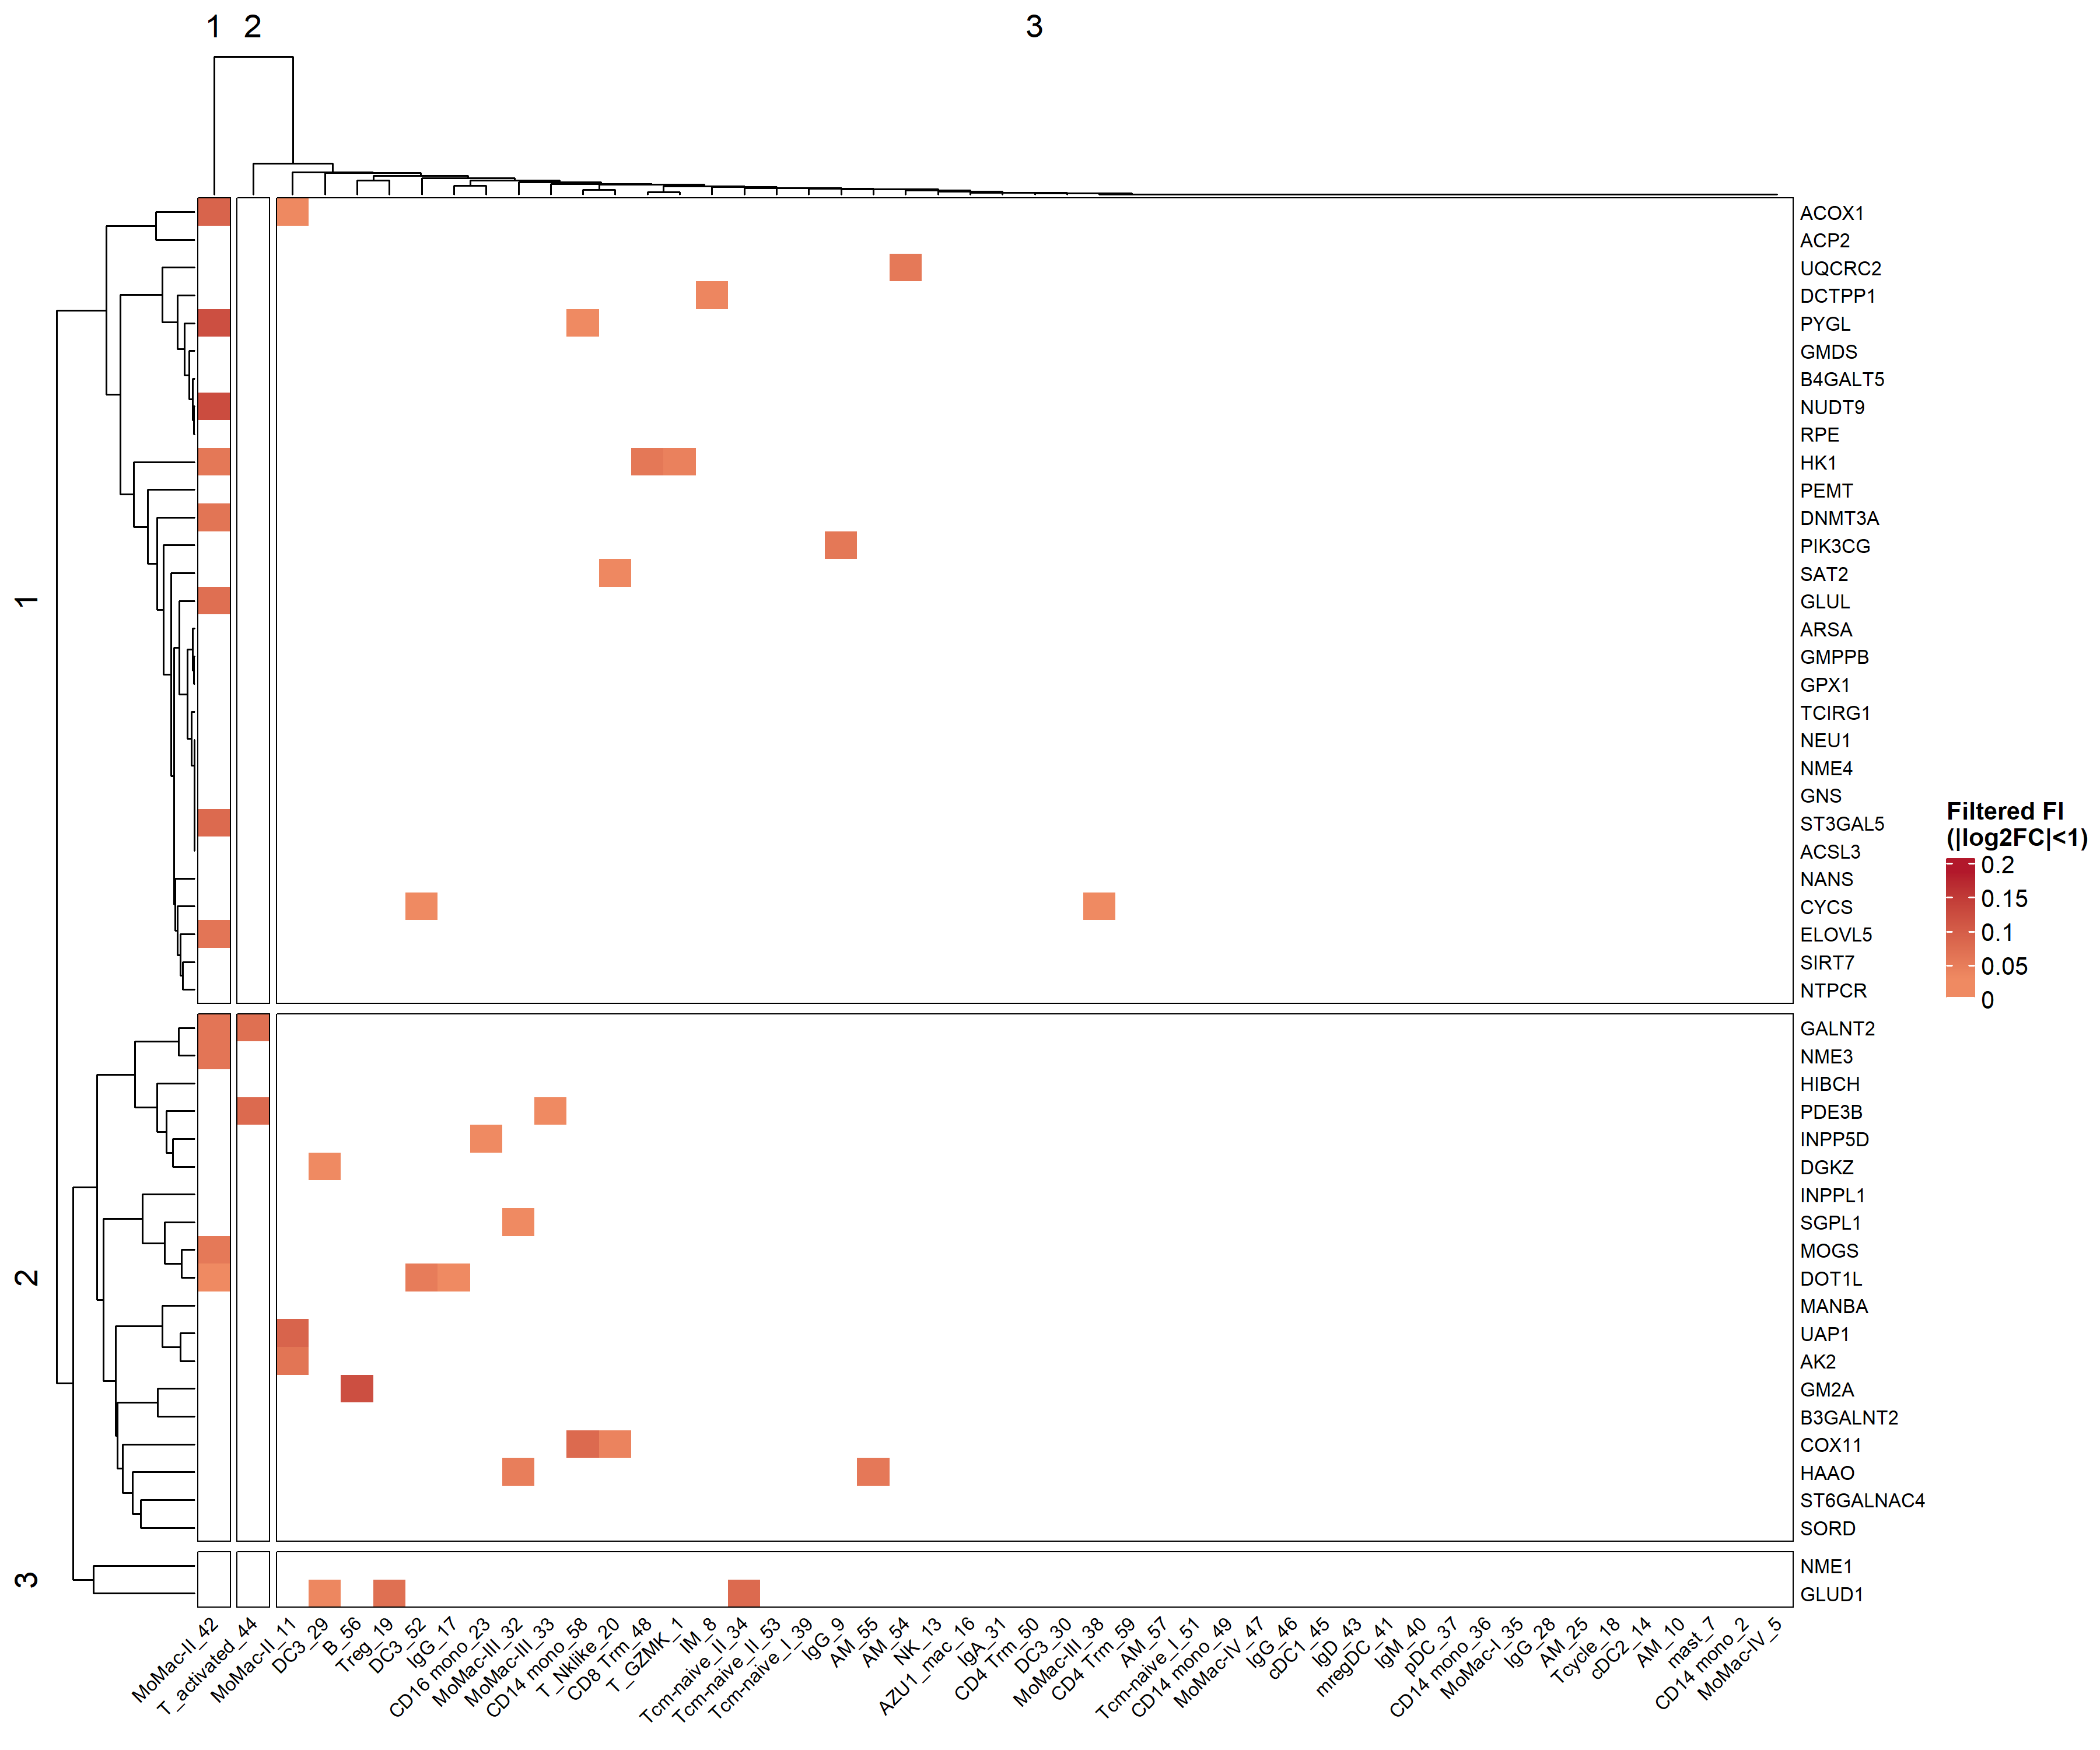 1 2 3
ACOX1
ACP2
UQCRC2
DCTPP1
PYGL
GMDS
B4GALT5
NUDT9
RPE
HK1
PEMT
DNMT3A
PIK3CG
SAT2
1
GLUL
ARSA
GMPPB
GPX1
TCIRG1
NEU1
NME4
GNS
ST3GAL5
ACSL3
NANS
CYCS
ELOVL5
SIRT7
NTPCR
Filtered FI
(|log2FC|<1)
0.2
0.15
0.1
0.05
0
GALNT2
NME3
HIBCH
PDE3B
INPP5D
DGKZ
INPPL1
SGPL1
MOGS
2
DOT1L
MANBA
UAP1
AK2
GM2A
B3GALNT2
COX11
HAAO
ST6GALNAC4
SORD
3
NME1
GLUD1
MoMac-II_42
T_activated_44
MoMac-II_11
DC3_29
B_56
Treg_19
DC3_52
IgG_17
CD16 mono_23
MoMac-III_32
MoMac-III_33
CD14 mono_58
T_Nklike_20
CD8 Trm_48
T_GZMK_1
IM_8
Tcm-naive_II_34
Tcm-naive_II_53
Tcm-naive_I_39
IgG_9
AM_55
AM_54
NK_13
AZU1_mac_16
IgA_31
CD4 Trm_50
DC3_30
MoMac-III_38
CD4 Trm_59
AM_57
Tcm-naive_I_51
CD14 mono_49
MoMac-IV_47
IgG_46
cDC1_45
IgD_43
mregDC_41
IgM_40
pDC_37
CD14 mono_36
MoMac-I_35
IgG_28
AM_25
Tcycle_18
cDC2_14
AM_10
mast_7
CD14 mono_2
MoMac-IV_5